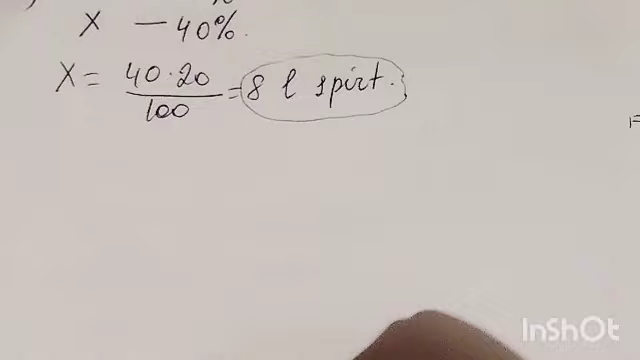 X — 40%.
X = 40·20 / 100 = 8 l spirt.
InShOt